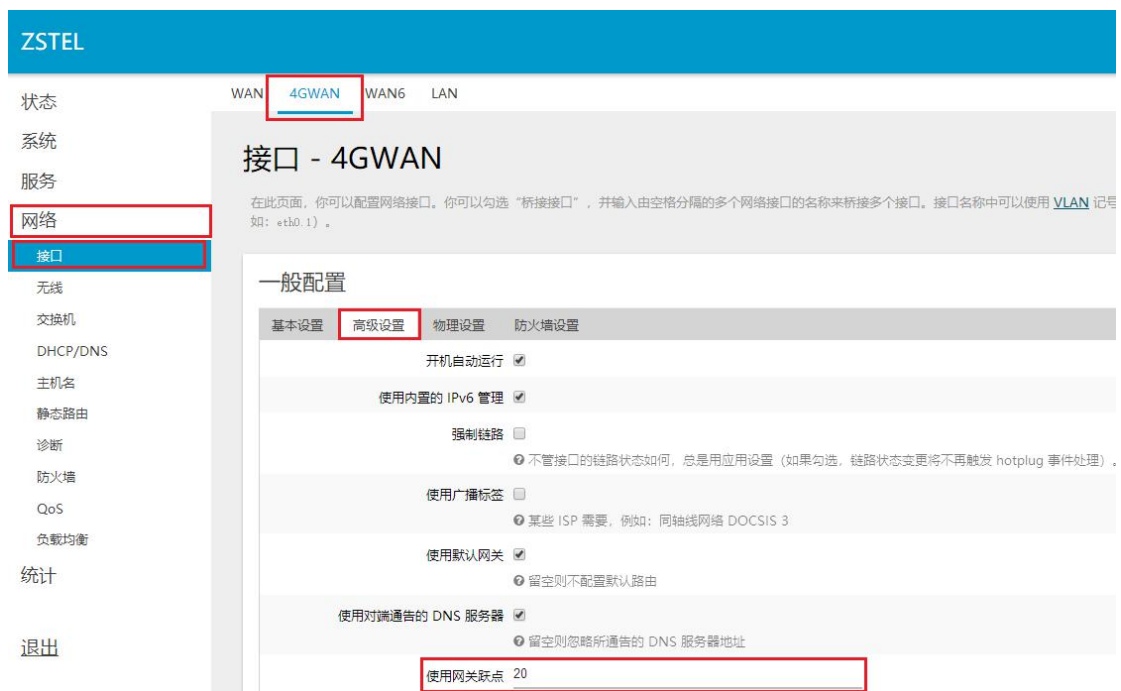 ZSTEL
状态
系统
服务
网络
接口
无线
交换机
DHCP/DNS
主机名
静态路由
诊断
防火墙
QoS
负载均衡
统计
退出
WAN 4GWAN WAN6 LAN
接口 - 4GWAN
在此页面，你可以配置网络接口。你可以勾选“桥接接口”，并输入由空格分隔的多个网络接口的名称来桥接多个接口。接口名称中可以使用 VLAN 记号
如：eth0.1）。
一般配置
基本设置 高级设置 物理设置 防火墙设置
开机自动运行
使用内置的 IPv6 管理
强制链路
不管接口的链路状态如何，总是用应用设置（如果勾选，链路状态变更将不再触发 hotplug 事件处理）。
使用广播标签
某些 ISP 需要，例如：同轴线网络 DOCSIS 3
使用默认网关
留空则不配置默认路由
使用对端通告的 DNS 服务器
留空则忽略所通告的 DNS 服务器地址
使用网关跃点 20